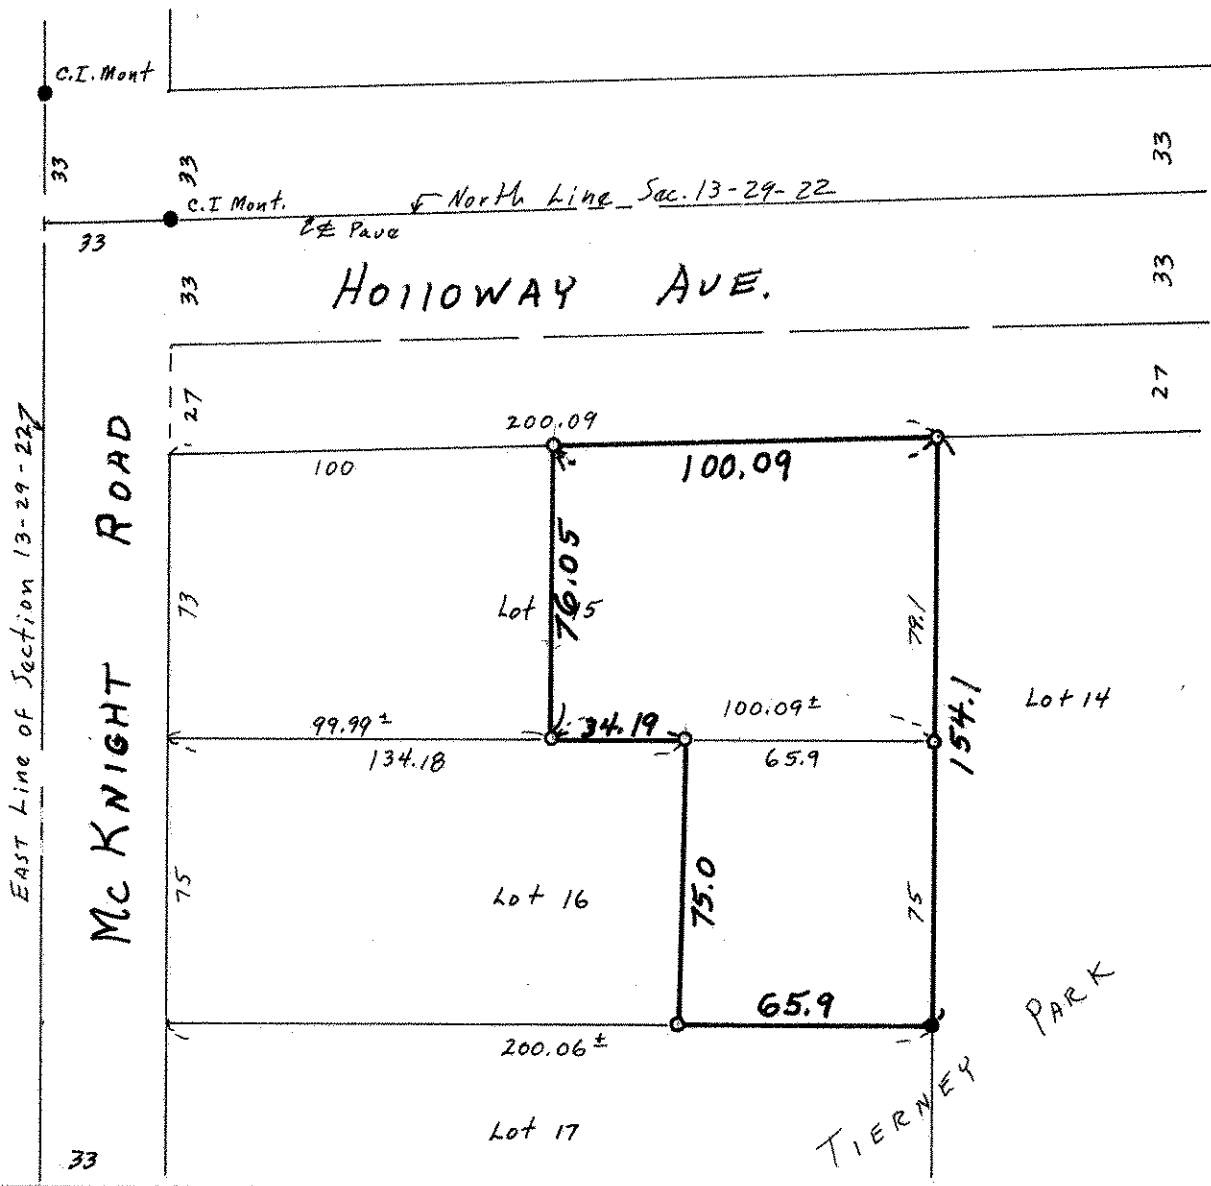 C.I. Mont
33
33
33
C.I Mont.
North Line Sec. 13-29-22
33
℄ Pave
33
HOLLOWAY AVE.
33
27
27
200.09
100
100.09
EAST Line of Section 13-29-22
MC KNIGHT ROAD
73
76.05
Lot 15
79.1
154.1
Lot 14
99.99±
34.19
100.09±
134.18
65.9
75
Lot 16
75.0
75
65.9
200.06±
TIERNEY PARK
Lot 17
33